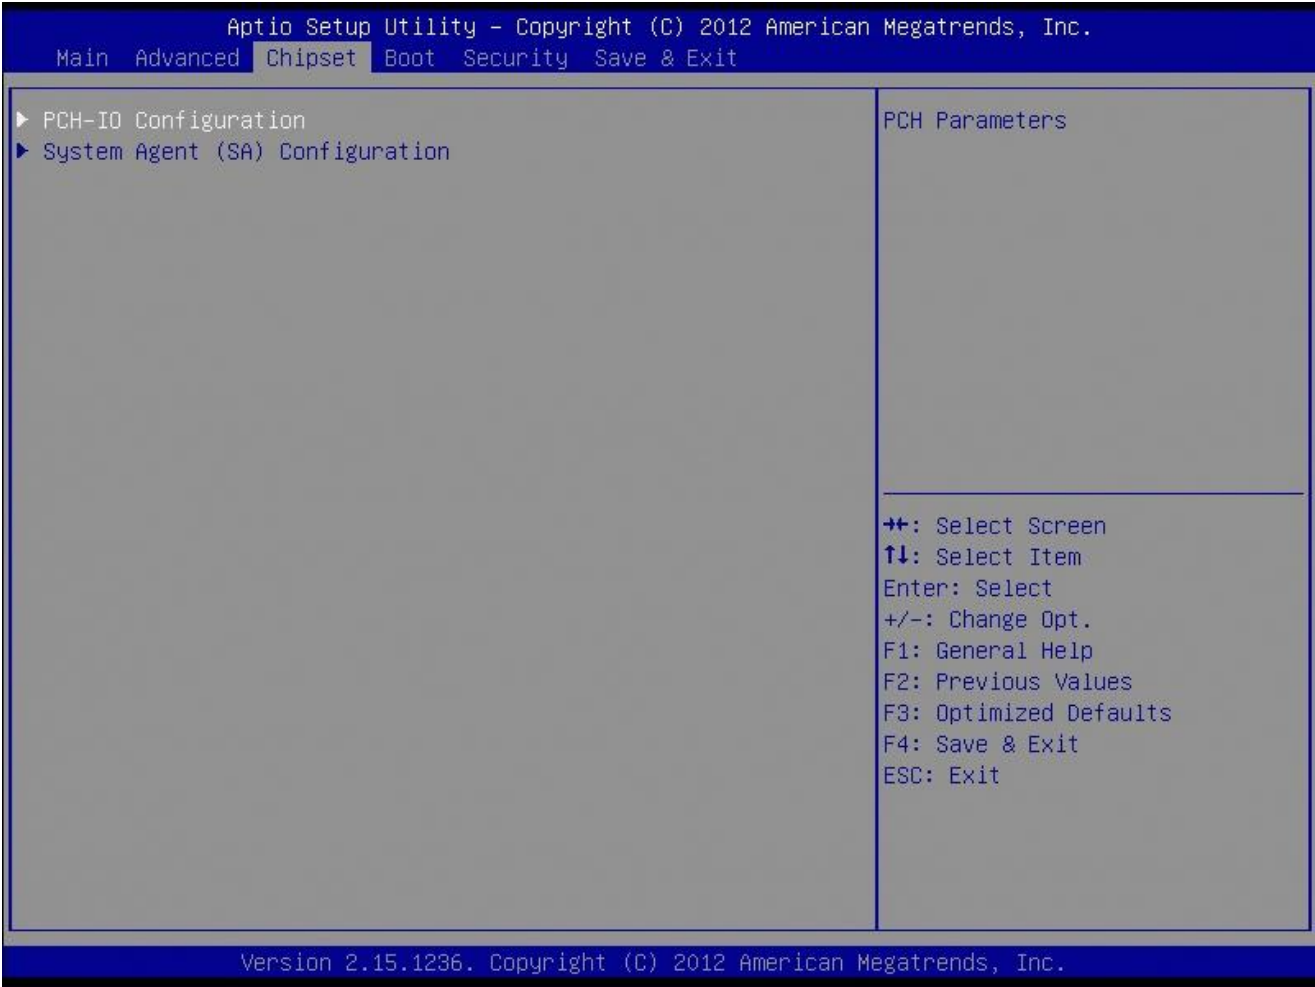 Aptio Setup Utility – Copyright (C) 2012 American Megatrends, Inc.
Main Advanced Chipset Boot Security Save & Exit
► PCH-IO Configuration
► System Agent (SA) Configuration
PCH Parameters
→←: Select Screen
↑↓: Select Item
Enter: Select
+/-: Change Opt.
F1: General Help
F2: Previous Values
F3: Optimized Defaults
F4: Save & Exit
ESC: Exit
Version 2.15.1236. Copyright (C) 2012 American Megatrends, Inc.